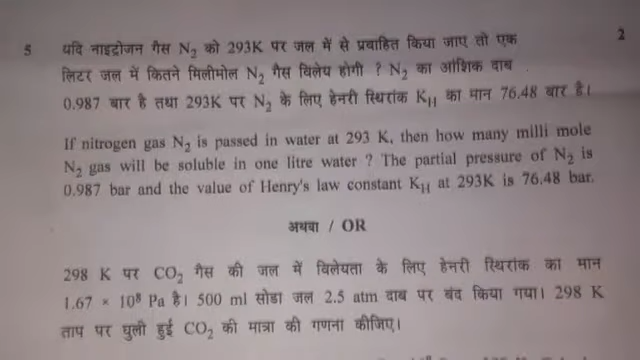 2
5 यदि नाइट्रोजन गैस N₂ को 293K पर जल में से प्रवाहित किया जाए तो एक
लिटर जल में कितने मिलीमोल N₂ गैस विलेय होगी ? N₂ का आंशिक दाब
0.987 बार है तथा 293K पर N₂ के लिए हेनरी स्थिरांक K_H का मान 76.48 बार है।
If nitrogen gas N₂ is passed in water at 293 K, then how many milli mole
N₂ gas will be soluble in one litre water ? The partial pressure of N₂ is
0.987 bar and the value of Henry's law constant K_H at 293K is 76.48 bar.
अथवा / OR
298 K पर CO₂ गैस की जल में विलेयता के लिए हेनरी स्थिरांक का मान
1.67 × 10⁸ Pa है। 500 ml सोडा जल 2.5 atm दाब पर बंद किया गया। 298 K
ताप पर घुली हुई CO₂ की मात्रा की गणना कीजिए।